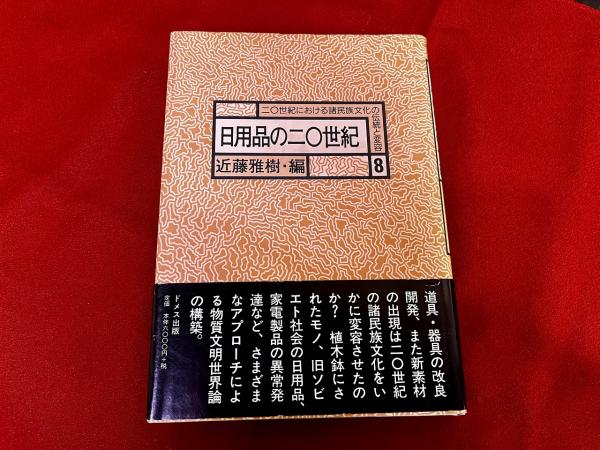 二〇世紀における諸民族文化の伝統と変容
日用品の二〇世紀
近藤雅樹・編
8
道具・器具の改良
開発、また新素材
の出現は二〇世紀
の諸民族文化をい
かに変容させたの
か? 植木鉢にさ
れたモノ、旧ソビ
エト社会の日用品、
家電製品の異常発
達など、さまざま
なアプローチによ
る物質文明世界論
の構築。
ドメス出版
定価 本体六〇〇〇円+税